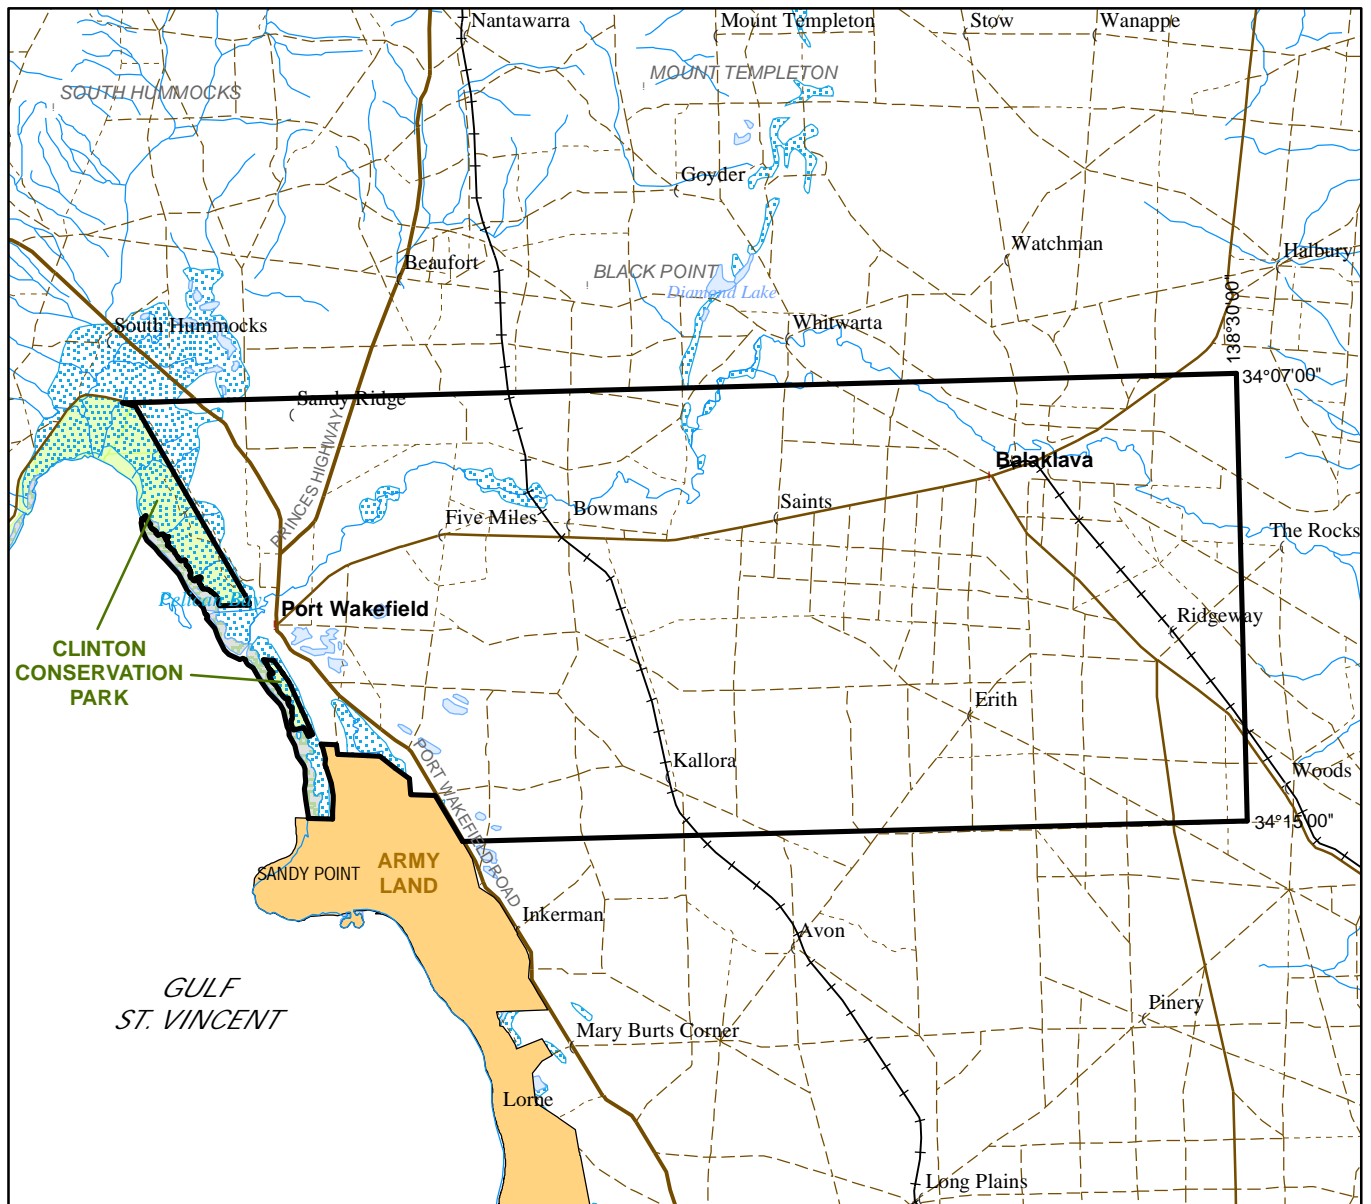 Nantawarra
Mount Templeton
Stow
Wanappe
SOUTH HUMMOCKS
MOUNT TEMPLETON
Goyder
Watchman
Halbury
Beaufort
BLACK POINT
Diamond Lake
South Hummocks
Whitwarta
138°30'00"
34°07'00"
Sandy Ridge
PRINCES HIGHWAY
Balaklava
Five Miles
Bowmans
Saints
The Rocks
Pelican Bay
Port Wakefield
Ridgeway
CLINTON
CONSERVATION
PARK
Erith
Kallora
Woods
PORT WAKEFIELD ROAD
34°15'00"
SANDY POINT
ARMY
LAND
Inkerman
Avon
GULF
ST. VINCENT
Pinery
Mary Burts Corner
Lorne
Long Plains